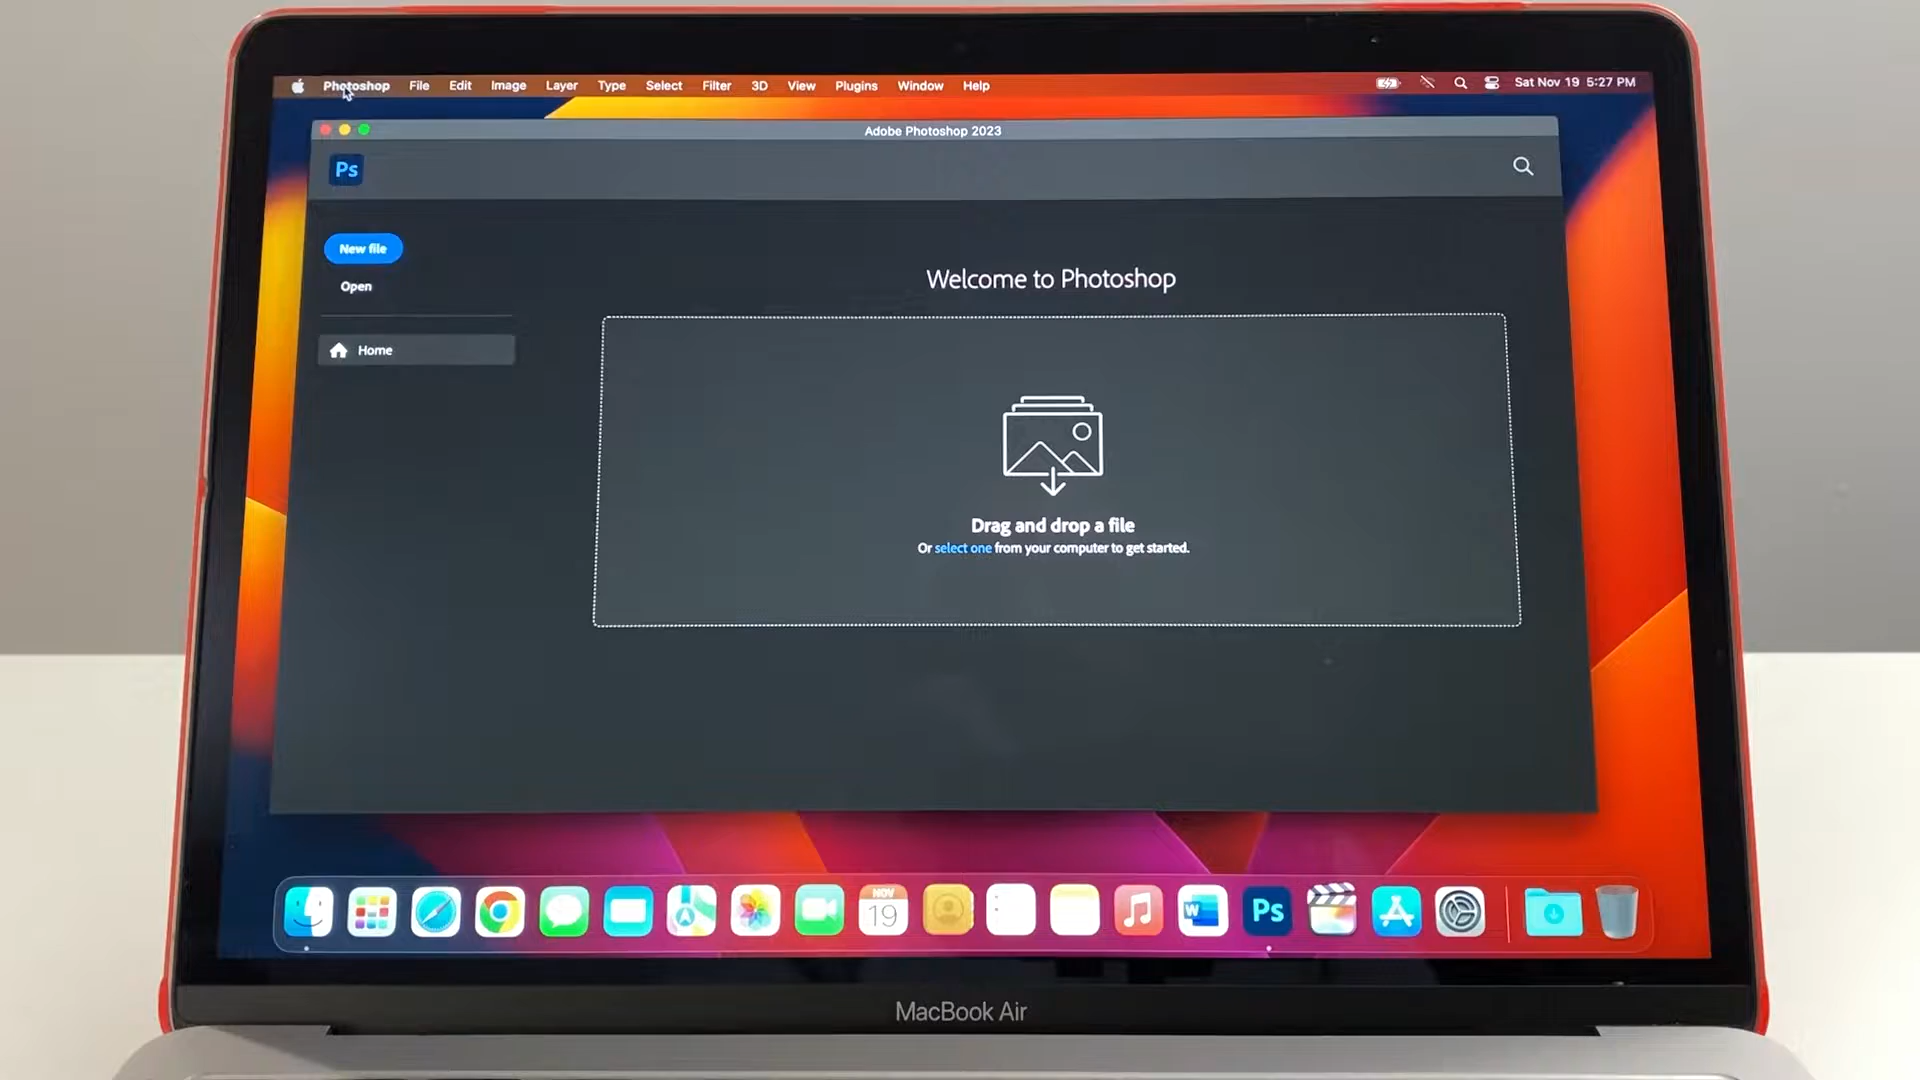 Photoshop File Edit Image Layer Type Select Filter 3D View Plugins Window Help Sat Nov 19 5:27 PM
Adobe Photoshop 2023
Ps
New file
Open
Home
Welcome to Photoshop
Drag and drop a file
Or select one from your computer to get started.
NOV
19
W
Ps
MacBook Air